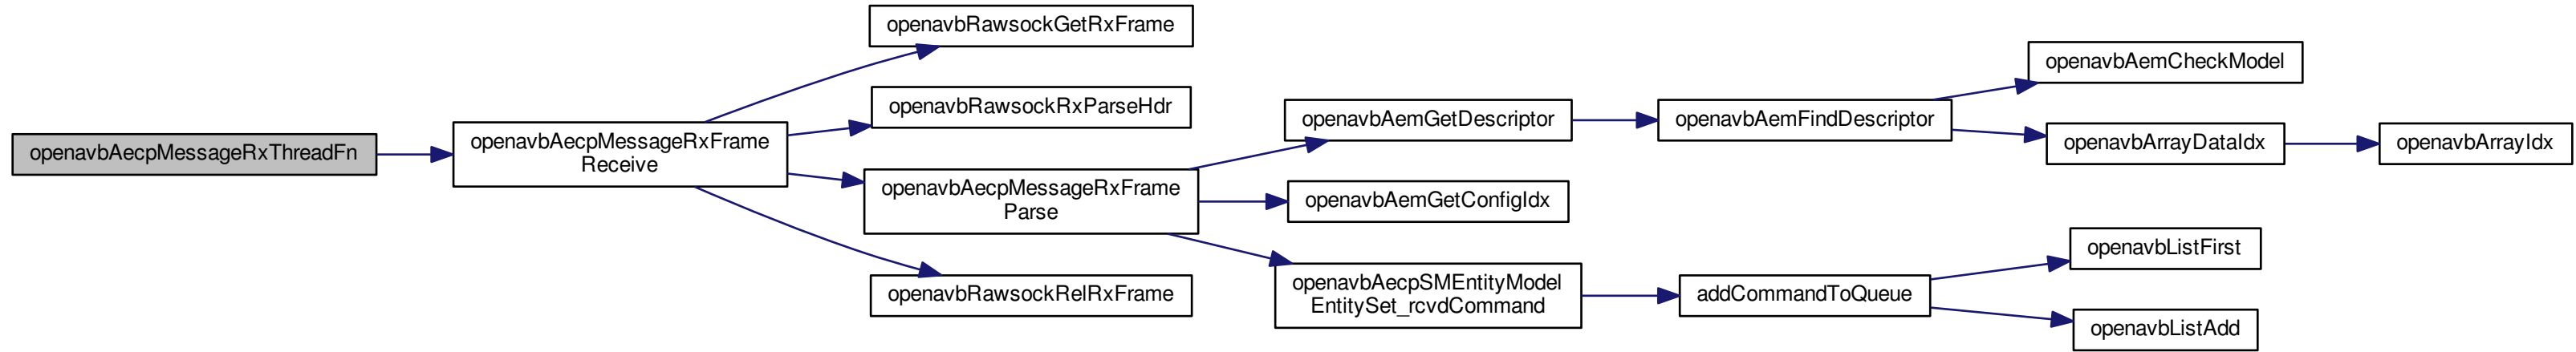 openavbAecpMessageRxThreadFn
openavbAecpMessageRxFrame
Receive
openavbRawsockGetRxFrame
openavbRawsockRxParseHdr
openavbAecpMessageRxFrame
Parse
openavbRawsockRelRxFrame
openavbAemGetDescriptor
openavbAemGetConfigIdx
openavbAecpSMEntityModel
EntitySet_rcvdCommand
openavbAemFindDescriptor
addCommandToQueue
openavbAemCheckModel
openavbArrayDataIdx
openavbListFirst
openavbListAdd
openavbArrayIdx